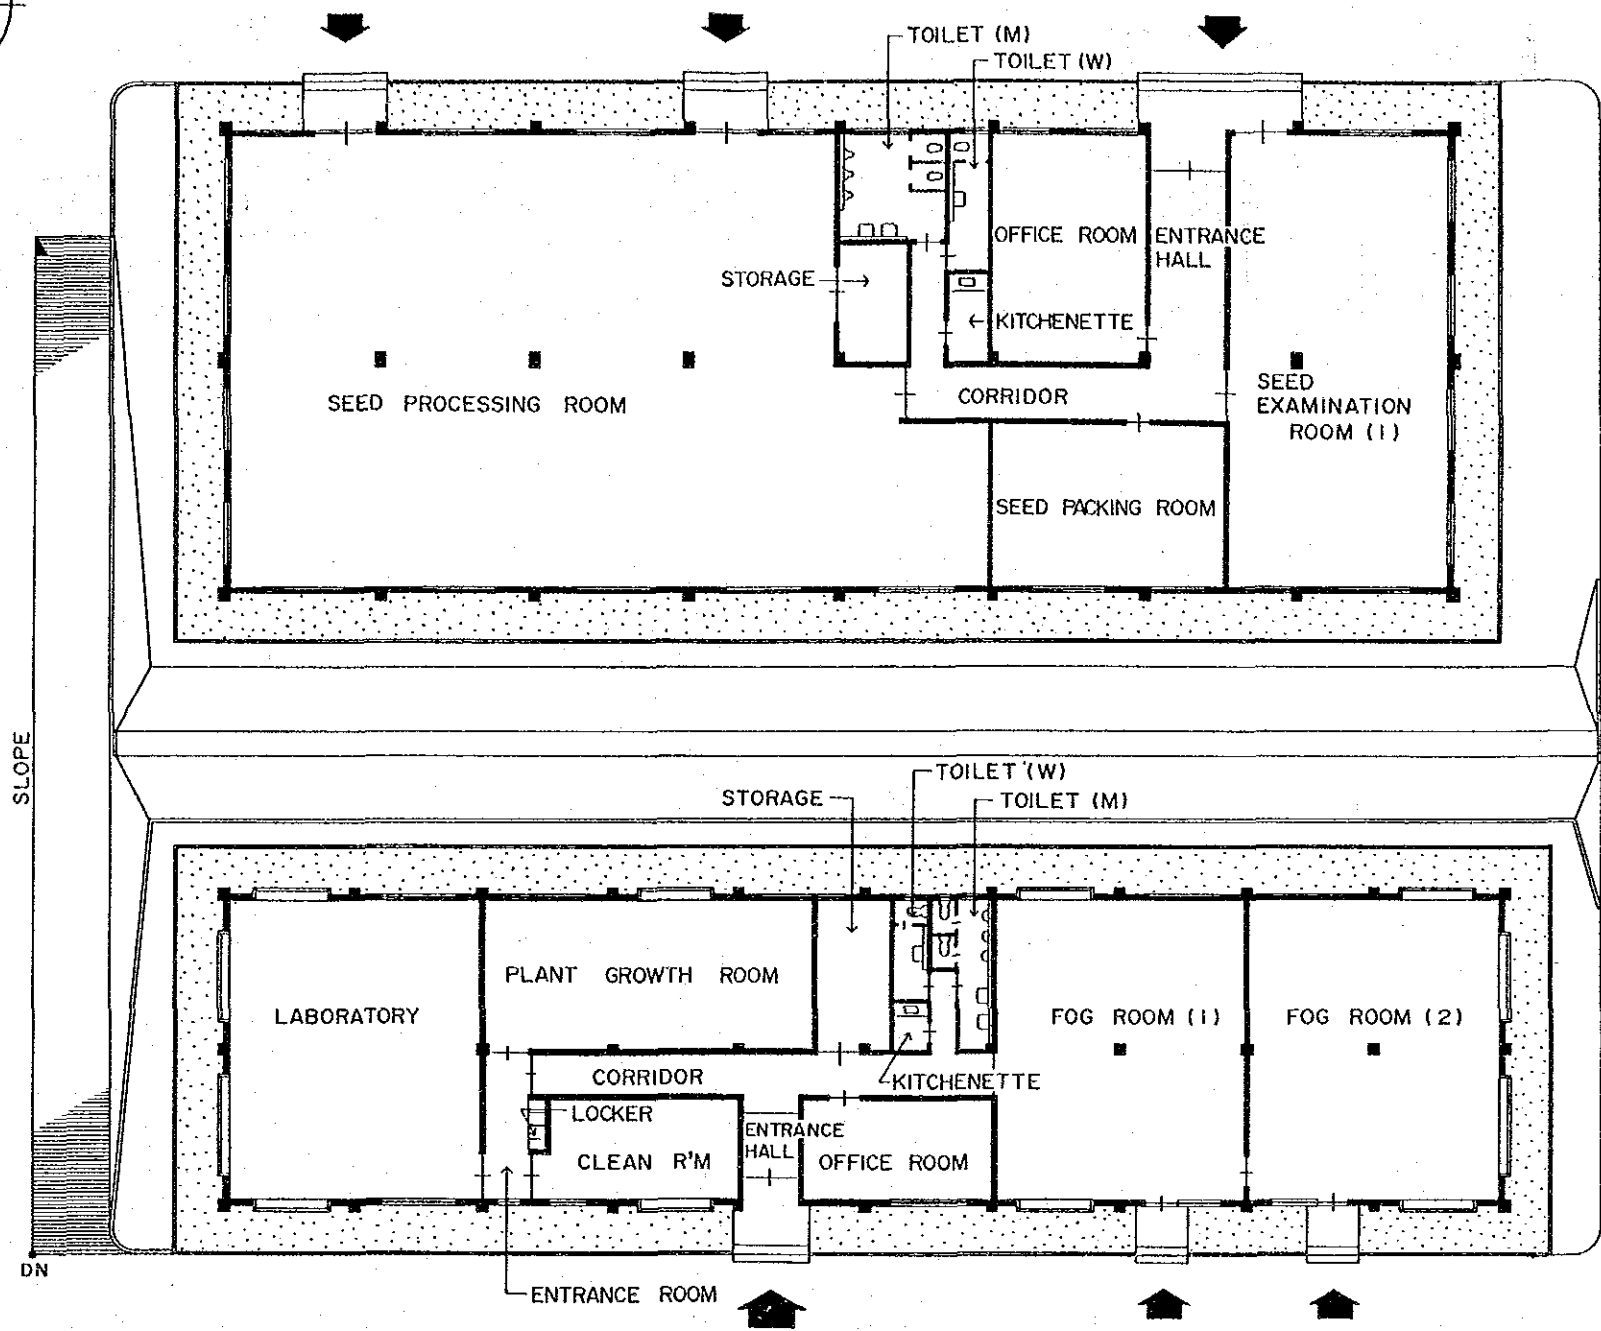 TOILET (M)
TOILET (W)
OFFICE ROOM
ENTRANCE
HALL
STORAGE
KITCHENETTE
SEED PROCESSING ROOM
CORRIDOR
SEED
EXAMINATION
ROOM (1)
SEED PACKING ROOM
SLOPE
TOILET (W)
STORAGE
TOILET (M)
PLANT GROWTH ROOM
LABORATORY
FOG ROOM (1)
FOG ROOM (2)
CORRIDOR
KITCHENETTE
LOCKER
ENTRANCE
HALL
CLEAN R'M
OFFICE ROOM
DN
ENTRANCE ROOM